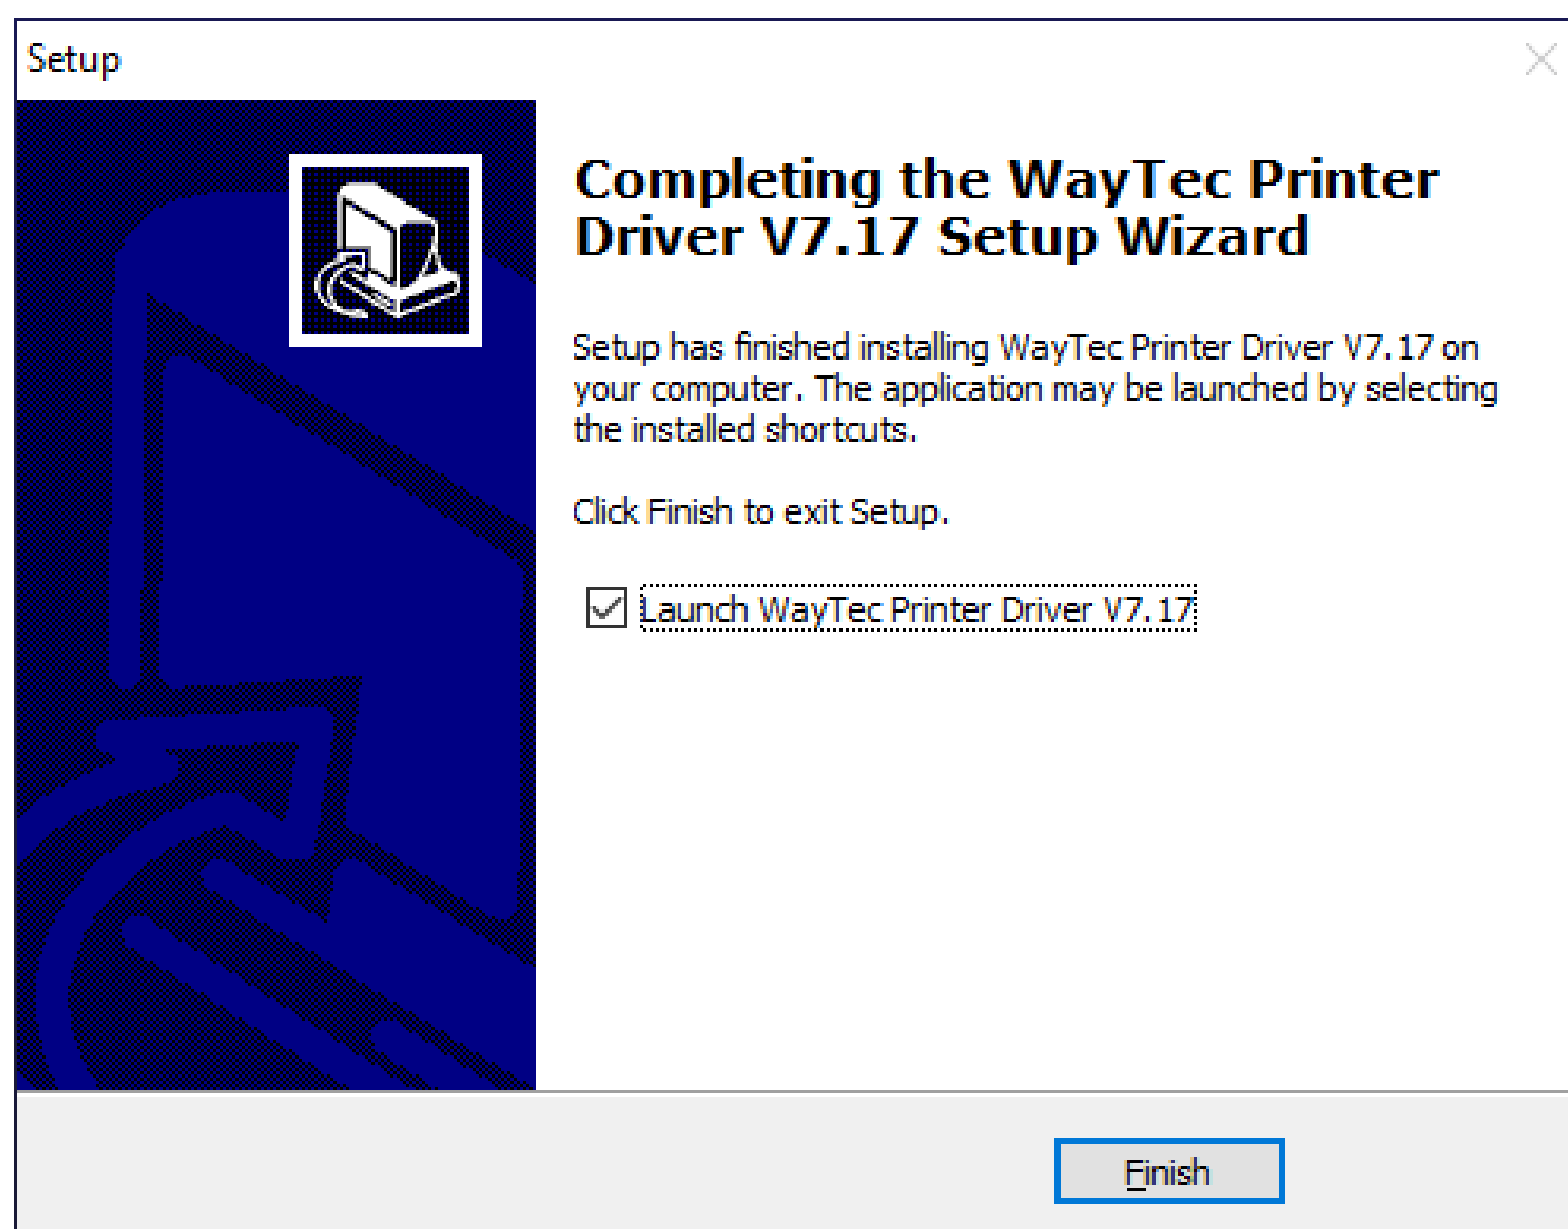 Setup
Completing the WayTec Printer
Driver V7.17 Setup Wizard
Setup has finished installing WayTec Printer Driver V7.17 on
your computer. The application may be launched by selecting
the installed shortcuts.
Click Finish to exit Setup.
Launch WayTec Printer Driver V7.17
Finish